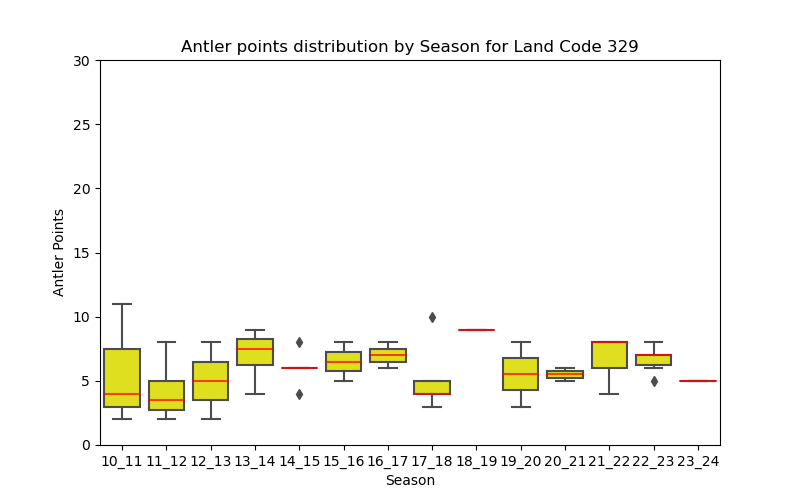 Antler points distribution by Season for Land Code 329
30
25
20
15
10
5
0
Antler Points
10_11 11_12 12_13 13_14 14_15 15_16 16_17 17_18 18_19 19_20 20_21 21_22 22_23 23_24
Season